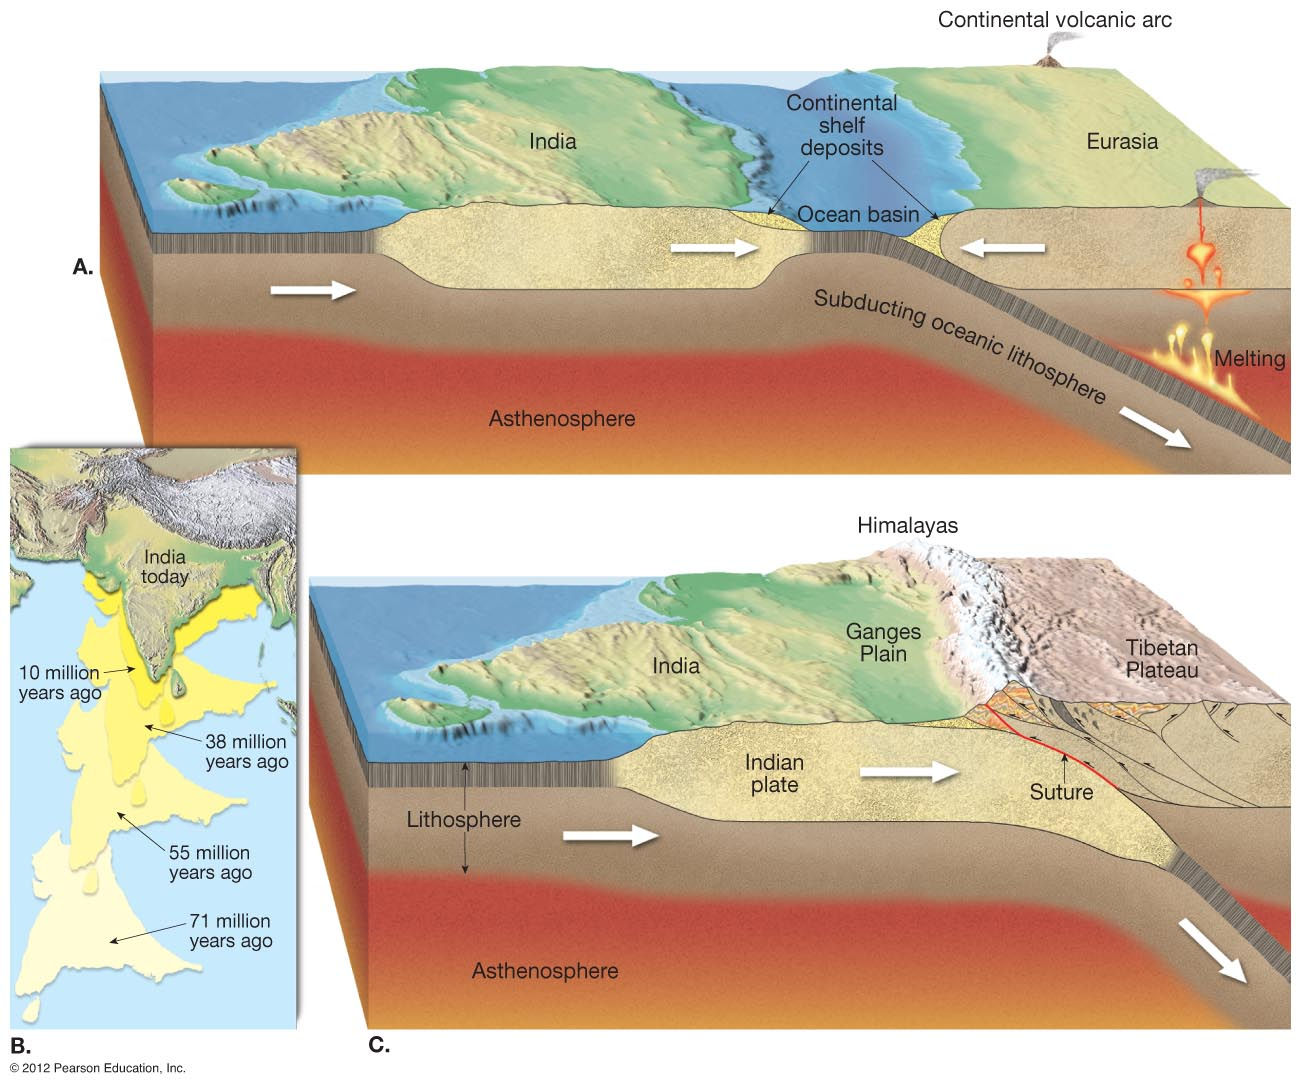 Continental volcanic arc
Continental
shelf
deposits
India
Eurasia
Ocean basin
A.
Subducting oceanic lithosphere
Melting
Asthenosphere
India
today
10 million
years ago
38 million
years ago
55 million
years ago
71 million
years ago
B.
Himalayas
Ganges
Plain
Tibetan
Plateau
India
Indian
plate
Suture
Lithosphere
Asthenosphere
C.
© 2012 Pearson Education, Inc.